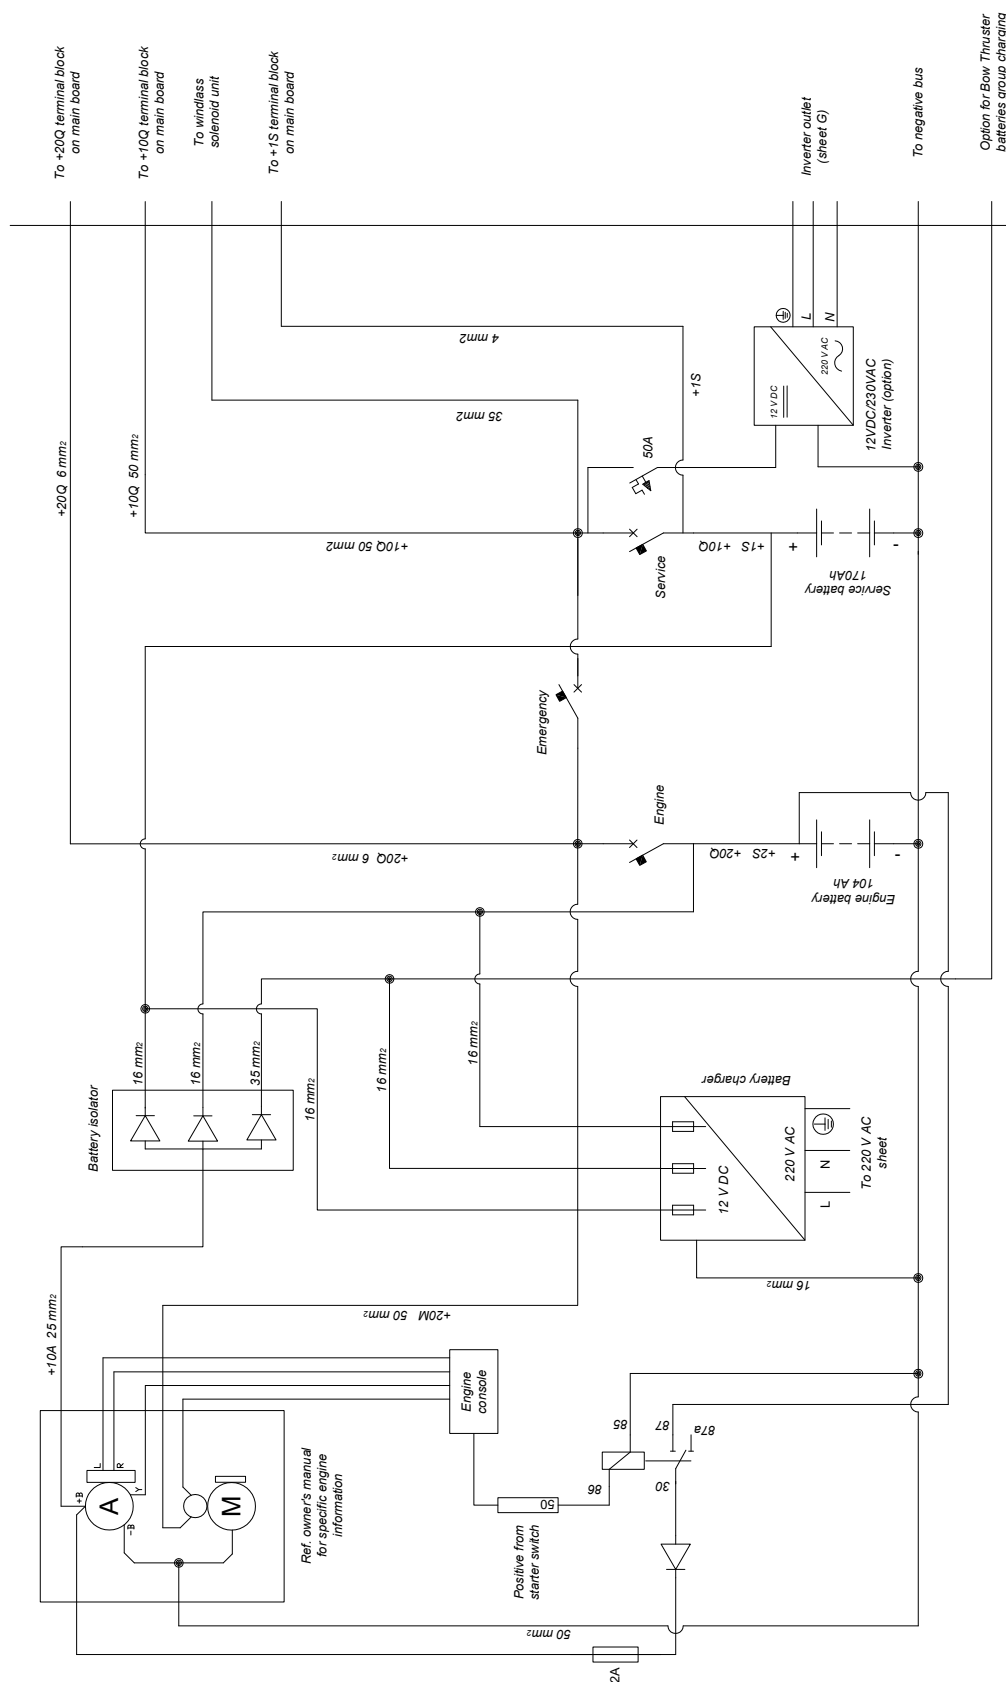 To +20Q terminal block
on main board
To +10Q terminal block
on main board
To windlass
solenoid unit
To +1S terminal block
on main board
Inverter outlet
(sheet G)
To negative bus
Option for Bow Thruster
batteries group charging
+20Q 6 mm2
+10Q 50 mm2
35 mm2
4 mm2
+1S
L
N
12 V DC
220 V AC
12VDC/230VAC
Inverter (option)
50A
+10Q 50 mm2
Service
+1S +10Q
+
-
Service battery
170Ah
Emergency
Engine
+20Q 6 mm2
+2S +20Q
+
-
Engine battery
104 Ah
Battery isolator
16 mm2
16 mm2
35 mm2
16 mm2
16 mm2
16 mm2
Battery charger
12 V DC
220 V AC
L
N
To 220 V AC
sheet
16 mm2
+10A 25 mm2
+20M 50 mm2
Engine
console
L
R
+B
A
Y
-B
M
Ref. owner's manual
for specific engine
information
85
87
87a
86
30
50
Positive from
starter switch
50 mm2
2A